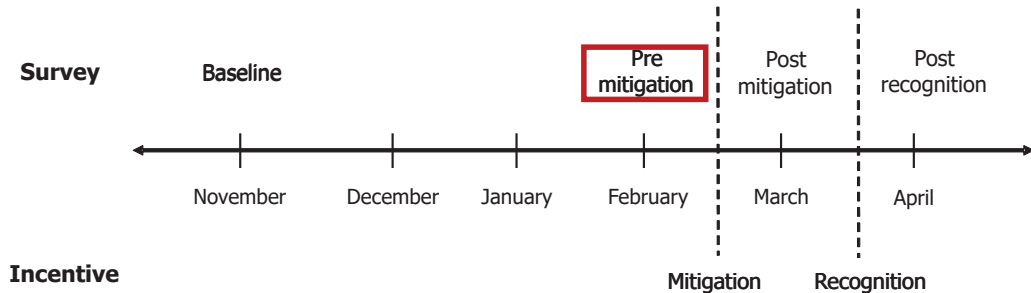 Survey
Baseline
Pre
mitigation
Post
mitigation
Post
recognition
November
December
January
February
March
April
Incentive
Mitigation
Recognition